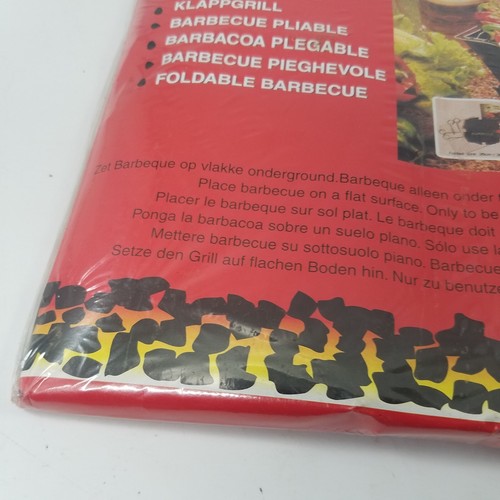 KLAPPGRILL
BARBECUE PLIABLE
BARBACOA PLEGABLE
BARBECUE PIEGHEVOLE
FOLDABLE BARBECUE
Zet Barbeque op vlakke onderground.Barbeque alleen onder
Place barbecue on a flat surface. Only to be
Placer le barbeque sur sol plat. Le barbeque doit
Ponga la barbacoa sobre un suelo piano. Sólo use la
Mettere barbecue su sottosuolo piano. Barbecue
Setze den Grill auf flachen Boden hin. Nur zu benutze